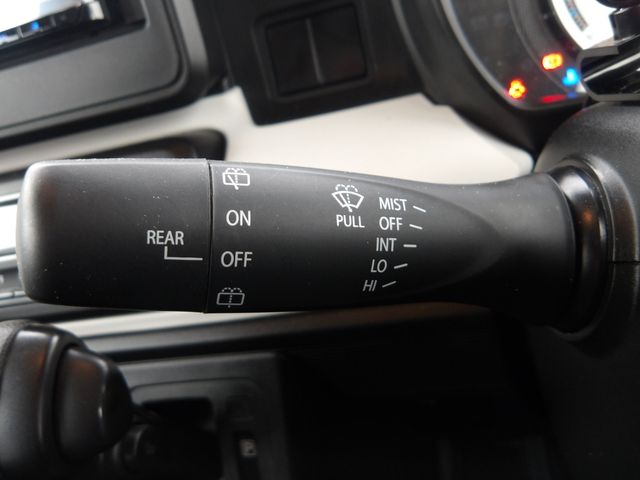 REAR
ON
OFF
PULL
MIST
OFF
INT
LO
HI